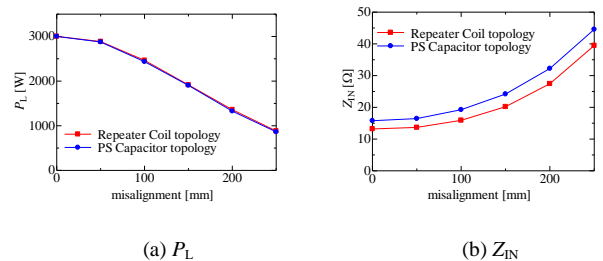 3000
2000
1000
0
P_L [W]
Repeater Coil topology
PS Capacitor topology
0 100 200
misalignment [mm]
(a) P_L
50
40
30
20
10
0
Z_IN [Ω]
Repeater Coil topology
PS Capacitor topology
0 100 200
misalignment [mm]
(b) Z_IN